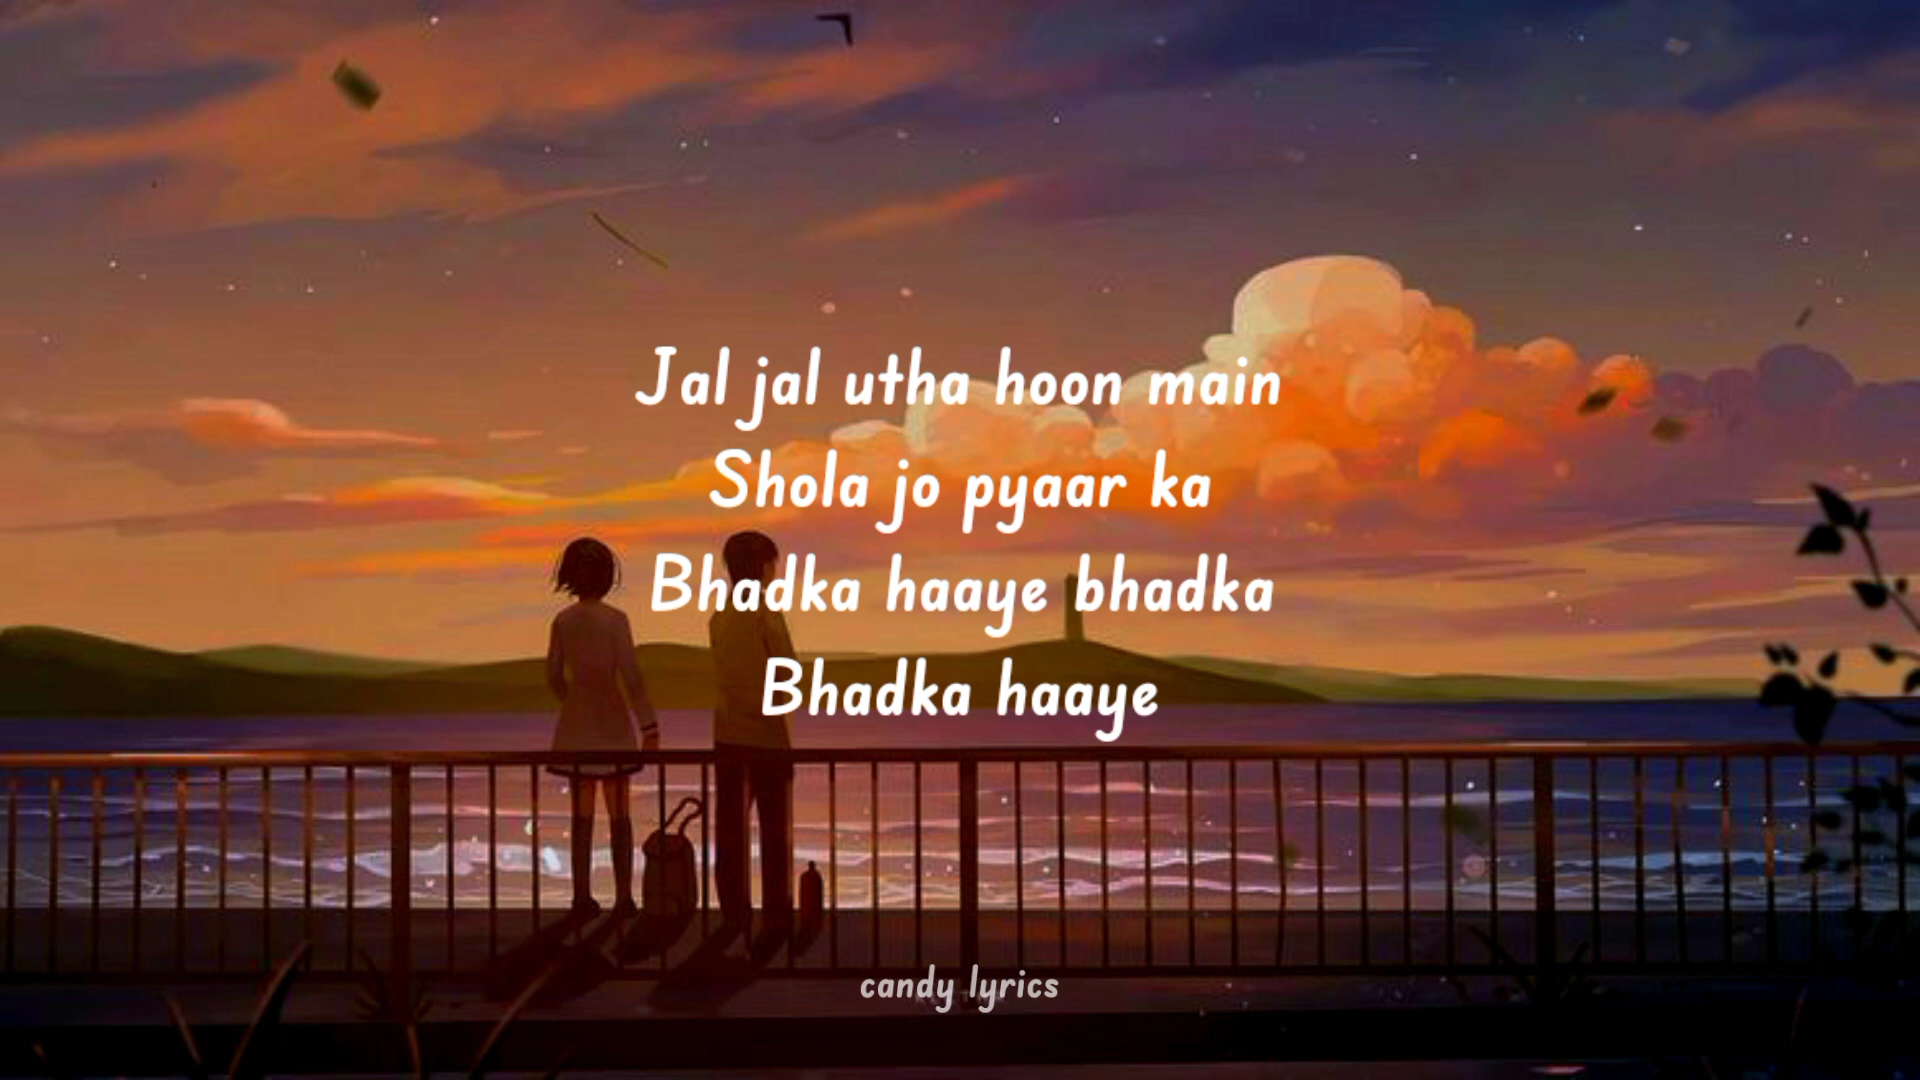 Jal jal utha hoon main
Shola jo pyaar ka
Bhadka haaye bhadka
Bhadka haaye
candy lyrics